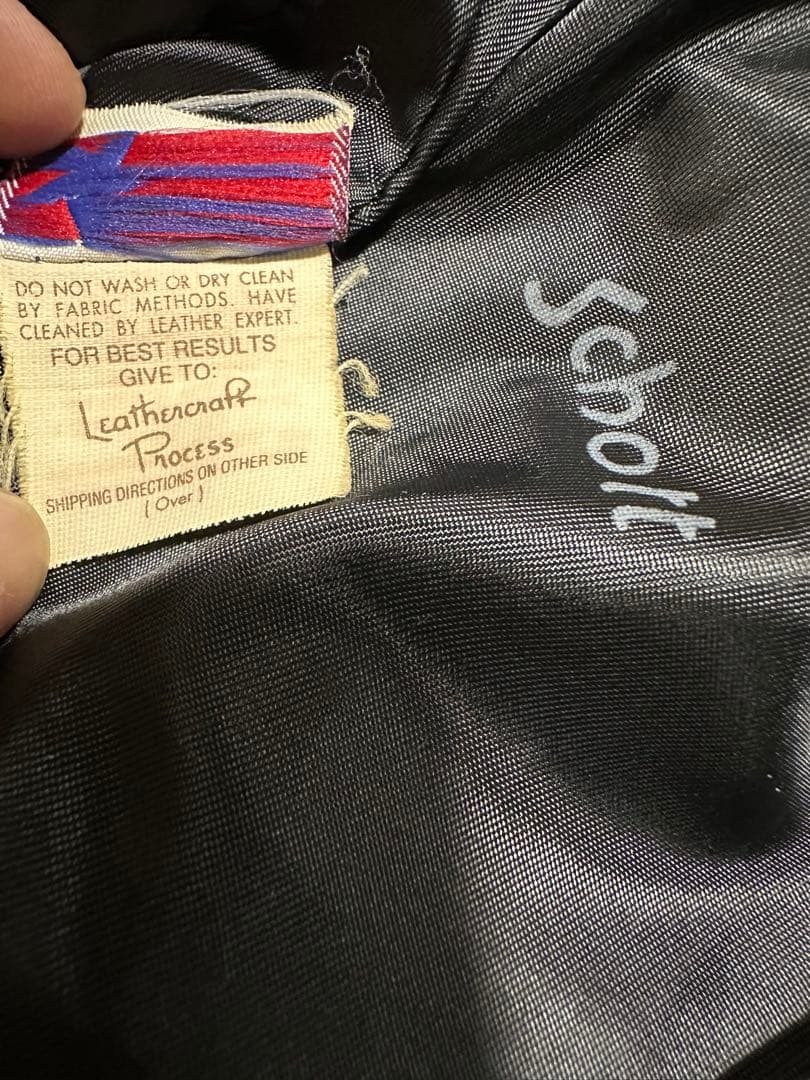 DO NOT WASH OR DRY CLEAN
BY FABRIC METHODS. HAVE
CLEANED BY LEATHER EXPERT.
FOR BEST RESULTS
GIVE TO:
Leathercraft
Process
SHIPPING DIRECTIONS ON OTHER SIDE
( Over )
Scholt